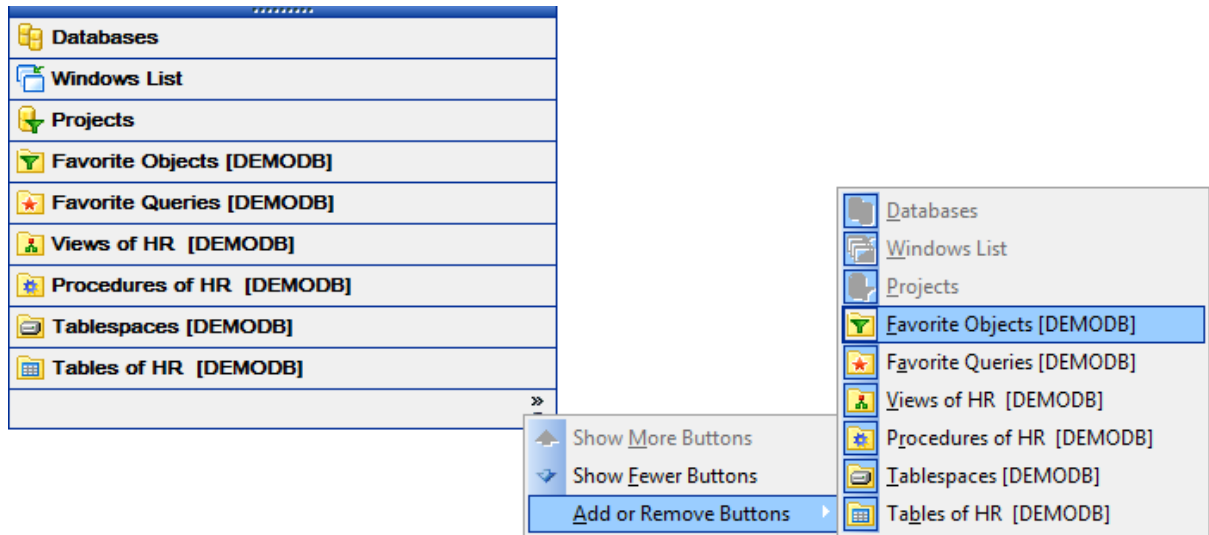 Databases
Windows List
Projects
Favorite Objects [DEMODB]
Favorite Queries [DEMODB]
Views of HR [DEMODB]
Procedures of HR [DEMODB]
Tablespaces [DEMODB]
Tables of HR [DEMODB]
Show More Buttons
Show Fewer Buttons
Add or Remove Buttons
Databases
Windows List
Projects
Favorite Objects [DEMODB]
Favorite Queries [DEMODB]
Views of HR [DEMODB]
Procedures of HR [DEMODB]
Tablespaces [DEMODB]
Tables of HR [DEMODB]